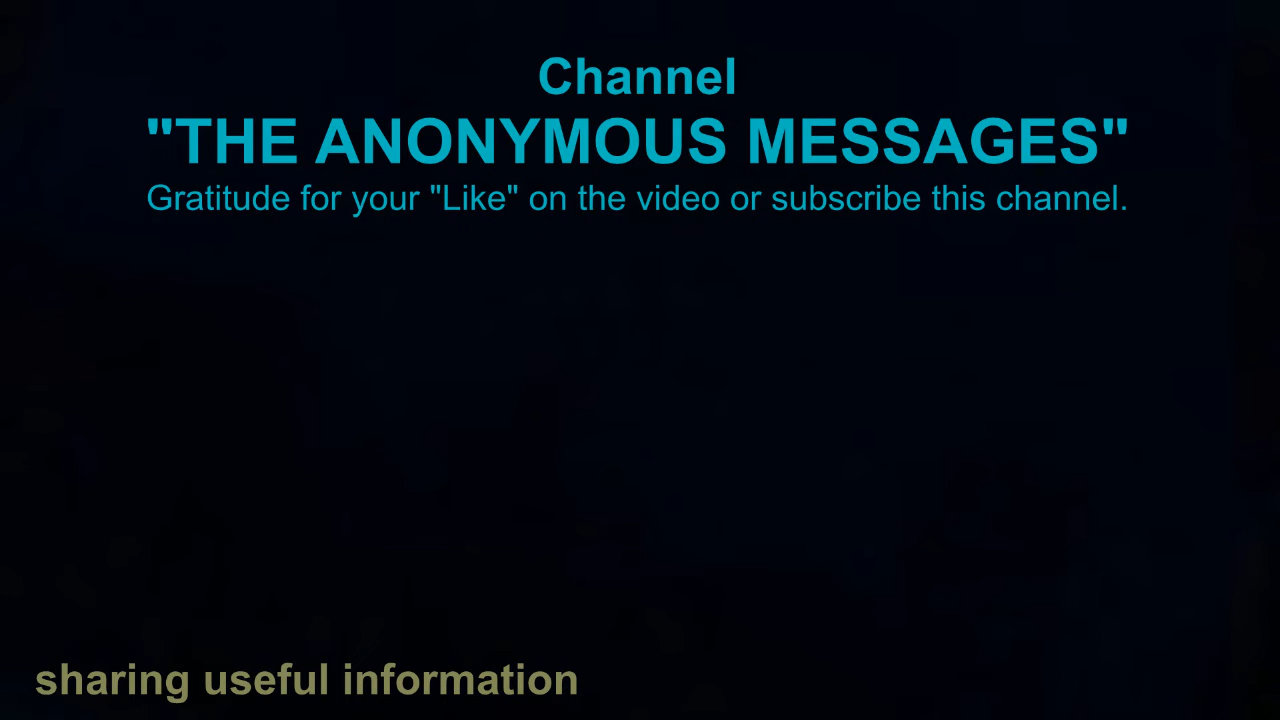 Channel
"THE ANONYMOUS MESSAGES"
Gratitude for your "Like" on the video or subscribe this channel.
sharing useful information